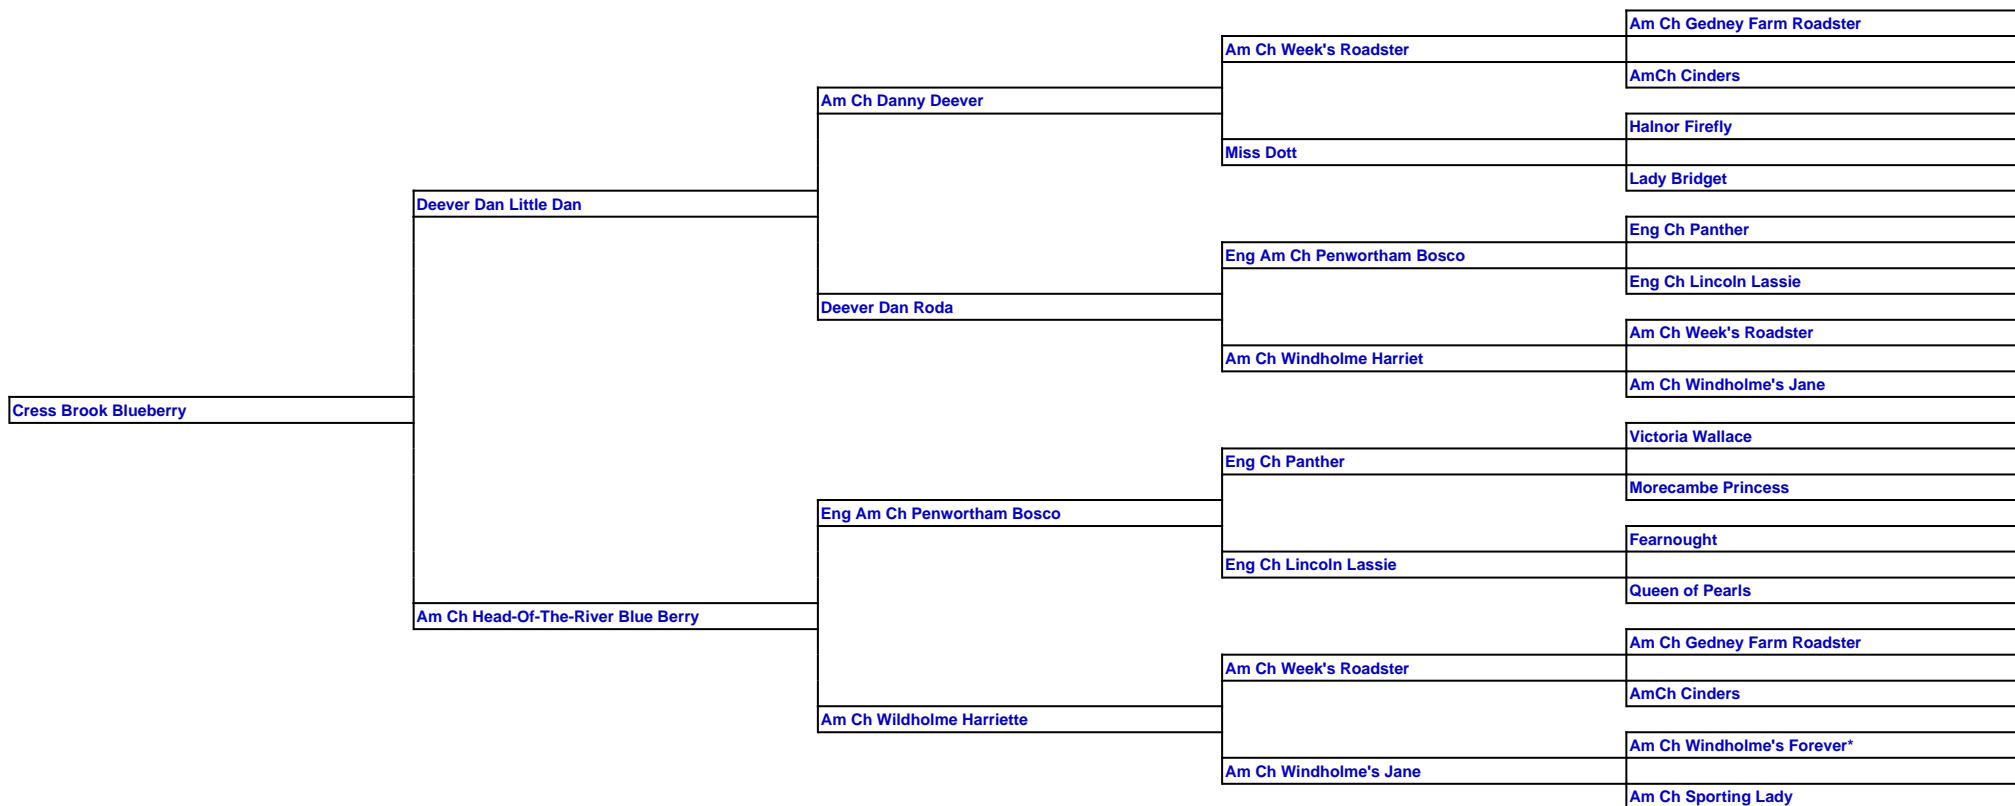 Am Ch Gedney Farm Roadster
Am Ch Week's Roadster
AmCh Cinders
Am Ch Danny Deever
Halnor Firefly
Miss Dott
Lady Bridget
Deever Dan Little Dan
Eng Ch Panther
Eng Am Ch Penwortham Bosco
Eng Ch Lincoln Lassie
Deever Dan Roda
Am Ch Week's Roadster
Am Ch Windholme Harriet
Am Ch Windholme's Jane
Cress Brook Blueberry
Victoria Wallace
Eng Ch Panther
Morecambe Princess
Eng Am Ch Penwortham Bosco
Fearnought
Eng Ch Lincoln Lassie
Queen of Pearls
Am Ch Head-Of-The-River Blue Berry
Am Ch Gedney Farm Roadster
Am Ch Week's Roadster
AmCh Cinders
Am Ch Wildholme Harriette
Am Ch Windholme's Forever*
Am Ch Windholme's Jane
Am Ch Sporting Lady